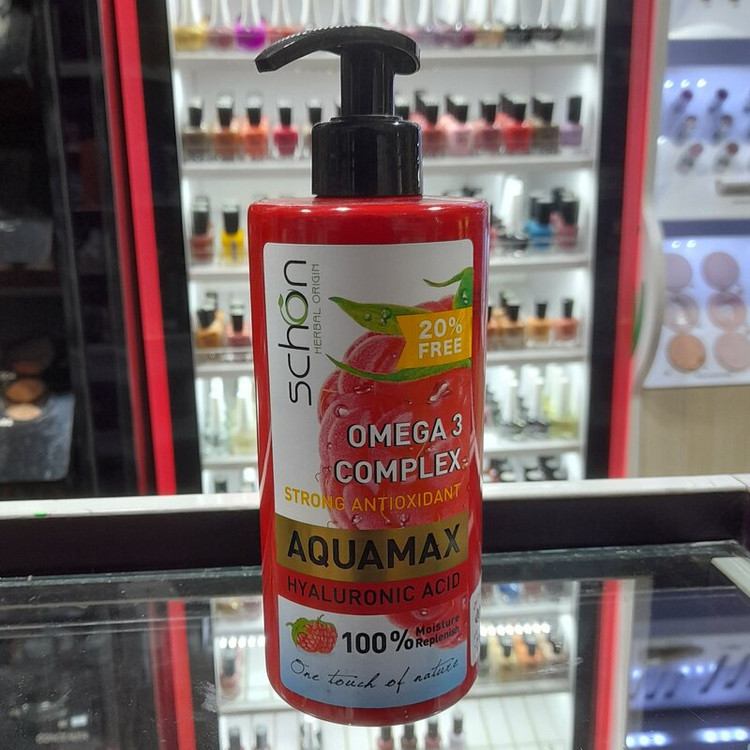 schön
HERBAL ORIGIN
20%
FREE
OMEGA 3
COMPLEX
STRONG ANTIOXIDANT
AQUAMAX
HYALURONIC ACID
100% Moisture
Replenish
One touch of nature